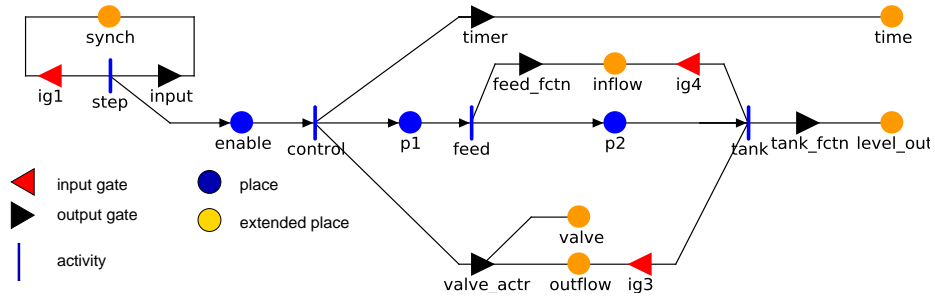 synch
ig1
step
input
timer
time
feed_fctn
inflow
ig4
enable
control
p1
feed
p2
tank
tank_fctn
level_out
input gate
place
output gate
extended place
activity
valve
valve_actr
outflow
ig3